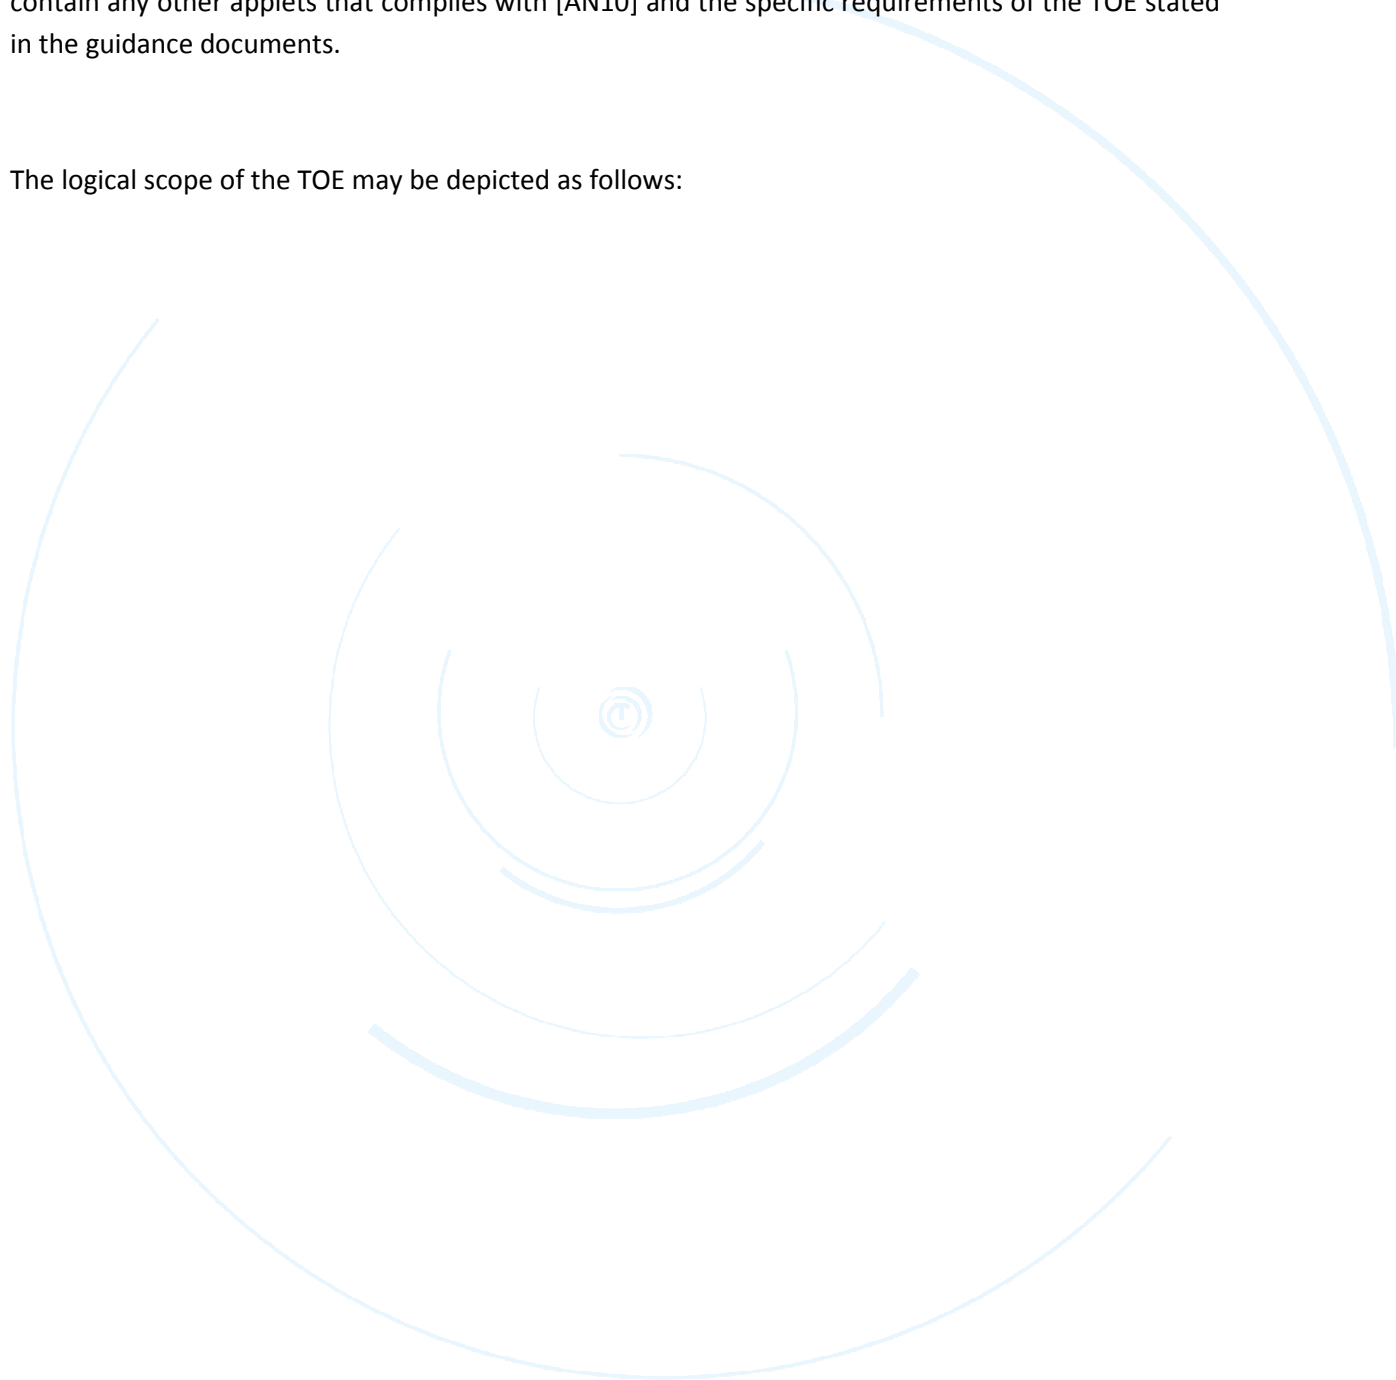 contain any other applets that complies with [AN10] and the specific requirements of the TOE stated
in the guidance documents.
The logical scope of the TOE may be depicted as follows: